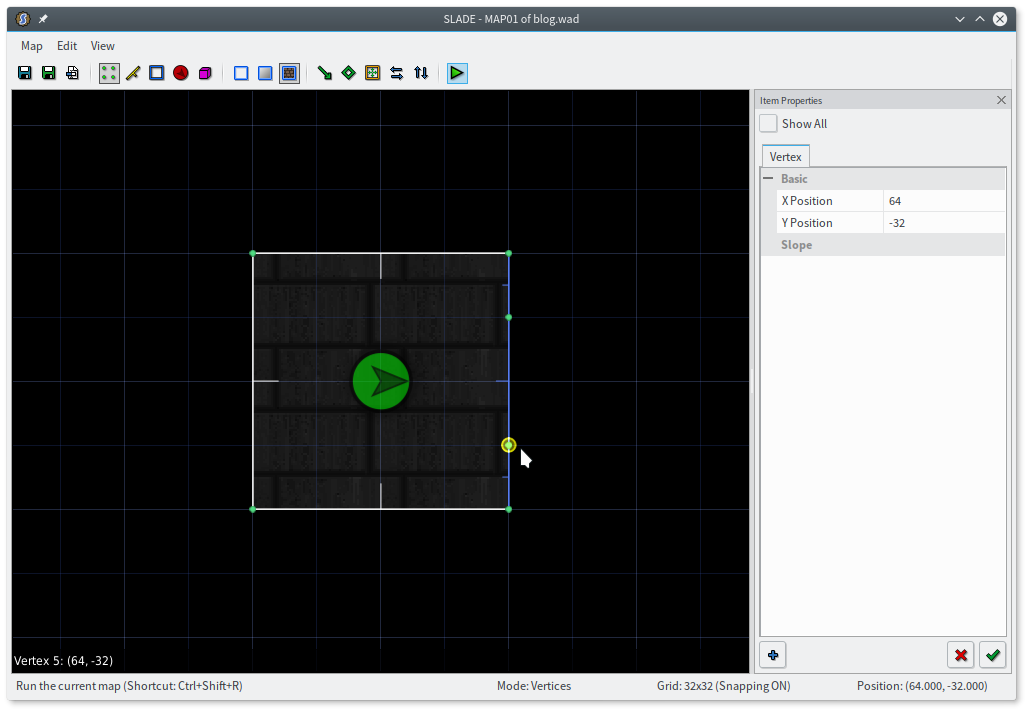 SLADE - MAP01 of blog.wad
Map Edit View
Item Properties
Show All
Vertex
Basic
X Position 64
Y Position -32
Slope
Vertex 5: (64, -32)
Run the current map (Shortcut: Ctrl+Shift+R) Mode: Vertices Grid: 32x32 (Snapping ON) Position: (64.000, -32.000)